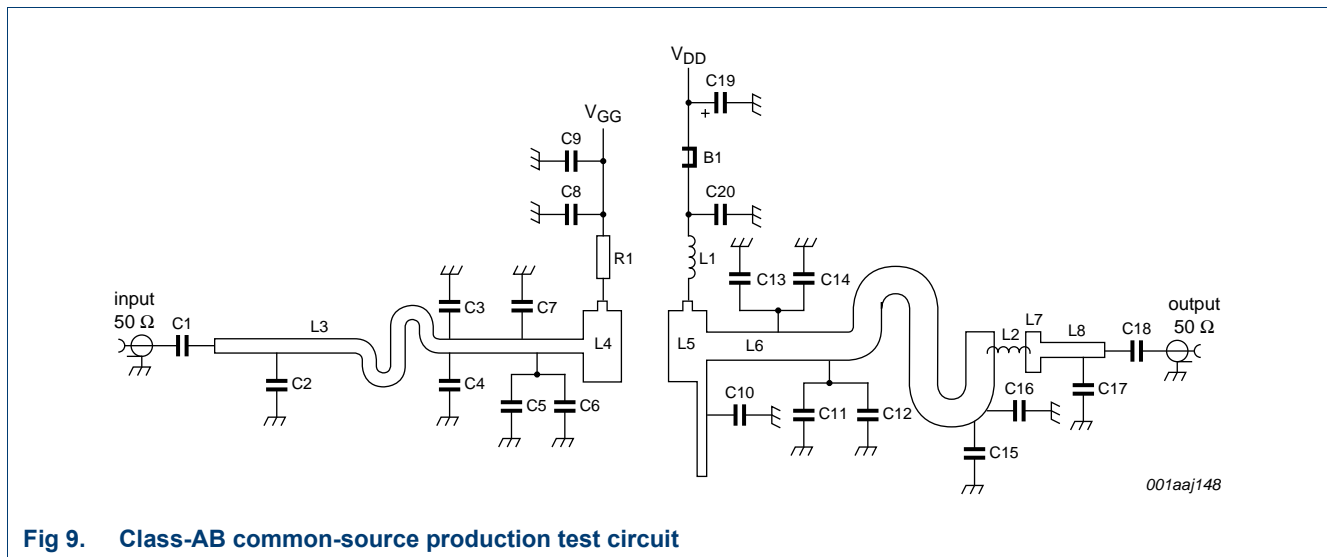 VDD
C19
+
VGG
C9
B1
C8
C20
R1
L1
C13
C14
input
50 Ω
C1
L3
C3
C7
L4
L5
L6
L2
L7
L8
C18
output
50 Ω
C2
C4
C5
C6
C10
C11
C12
C16
C17
C15
001aaj148
Fig 9. Class-AB common-source production test circuit